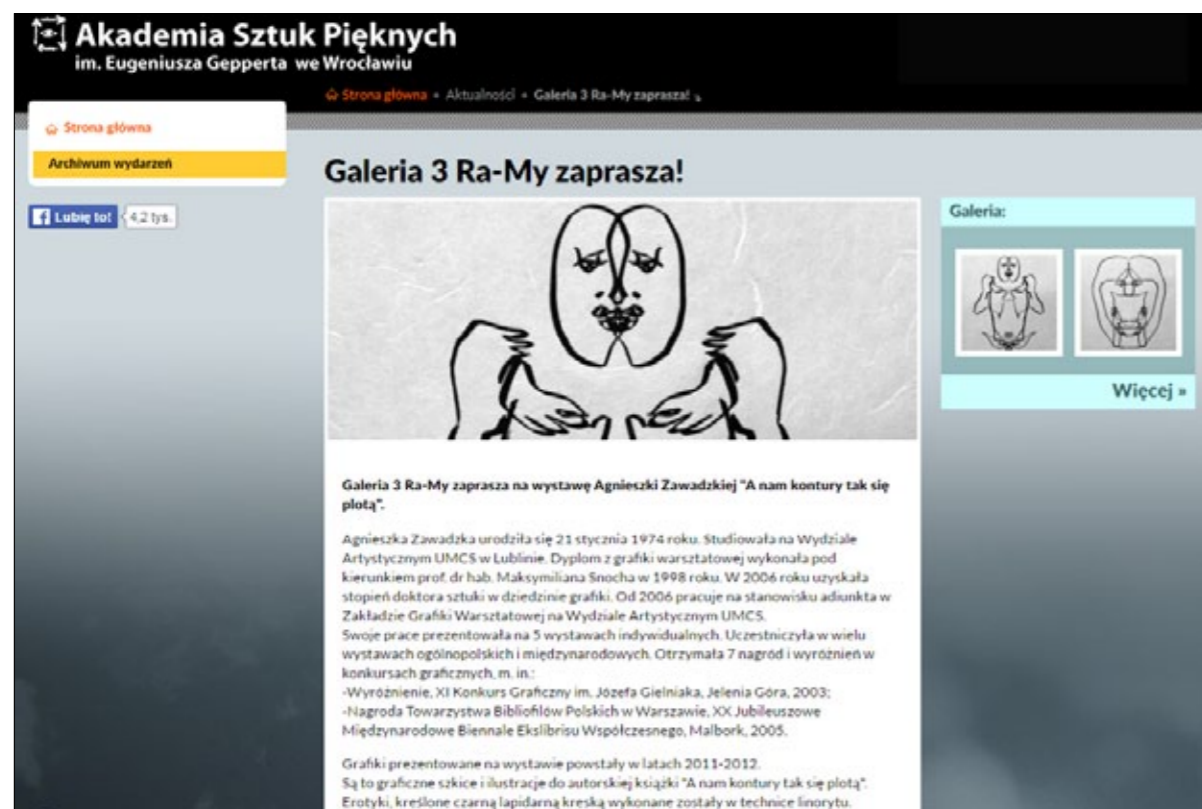 Akademia Sztuk Pięknych
im. Eugeniusza Gepperta we Wrocławiu
Strona główna • Aktualności • Galeria 3 Ra-My zaprasza!
Strona główna
Archiwum wydarzeń
Lubię to! 4,2 tys.
Galeria 3 Ra-My zaprasza!
Galeria:
Więcej »
Galeria 3 Ra-My zaprasza na wystawę Agnieszki Zawadzkiej "A nam kontury tak się
plotą".
Agnieszka Zawadzka urodziła się 21 stycznia 1974 roku. Studiowała na Wydziale
Artystycznym UMCS w Lublinie. Dyplom z grafiki warsztatowej wykonała pod
kierunkiem prof. dr hab. Maksymiliana Snocha w 1998 roku. W 2006 roku uzyskała
stopień doktora sztuki w dziedzinie grafiki. Od 2006 pracuje na stanowisku adiunkta w
Zakładzie Grafiki Warsztatowej na Wydziale Artystycznym UMCS.
Swoje prace prezentowała na 5 wystawach indywidualnych. Uczestniczyła w wielu
wystawach ogólnopolskich i międzynarodowych. Otrzymała 7 nagród i wyróżnień w
konkursach graficznych, m. in.:
-Wyróżnienie, XI Konkurs Graficzny im. Józefa Gielniaka, Jelenia Góra, 2003;
-Nagroda Towarzystwa Bibliofilów Polskich w Warszawie, XX Jubileuszowe
Międzynarodowe Biennale Ekslibrisu Współczesnego, Malbork, 2005.
Grafiki prezentowane na wystawie powstały w latach 2011-2012.
Są to graficzne szkice i ilustracje do autorskiej książki "A nam kontury tak się plotą".
Erotyki, kreślone czarną lapidarną kreską wykonane zostały w technice linorytu.